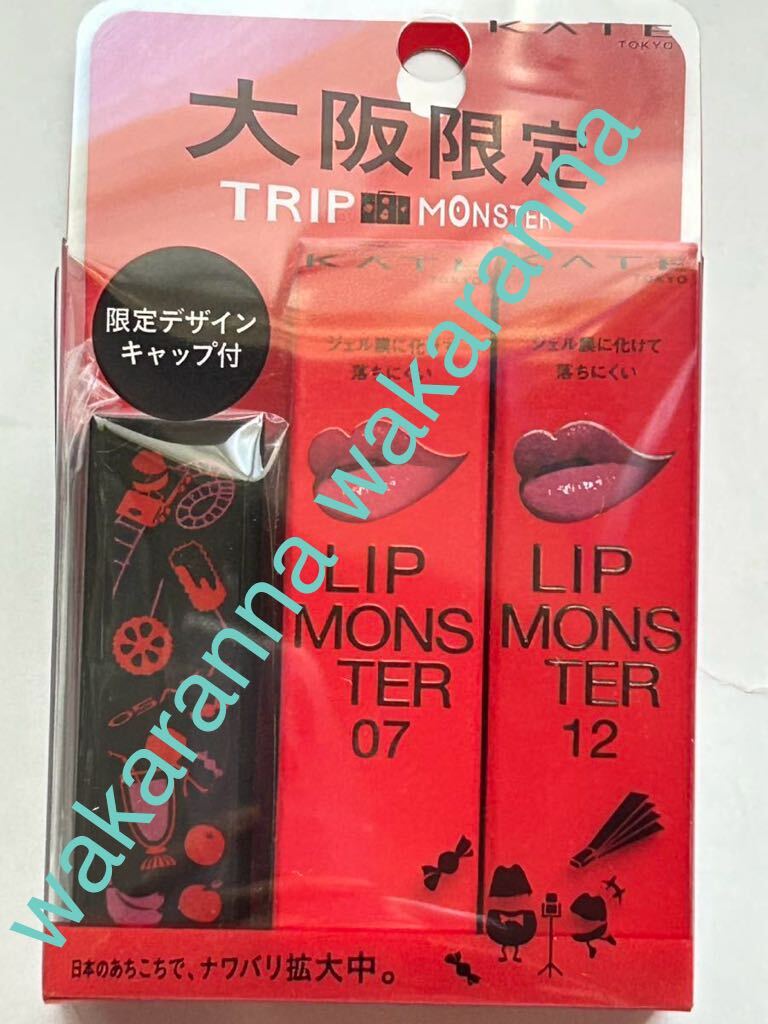 KATE
TOKYO
大阪限定
TRIP MONSTER
限定デザイン
キャップ付
KATE
TOKYO
ジェル膜に化けて
落ちにくい
LIP
MONS
TER
07
KATE
TOKYO
ジェル膜に化けて
落ちにくい
LIP
MONS
TER
12
OSAKA
日本のあちこちで、ナワバリ拡大中。
wakaranna wakaranna wakaranna